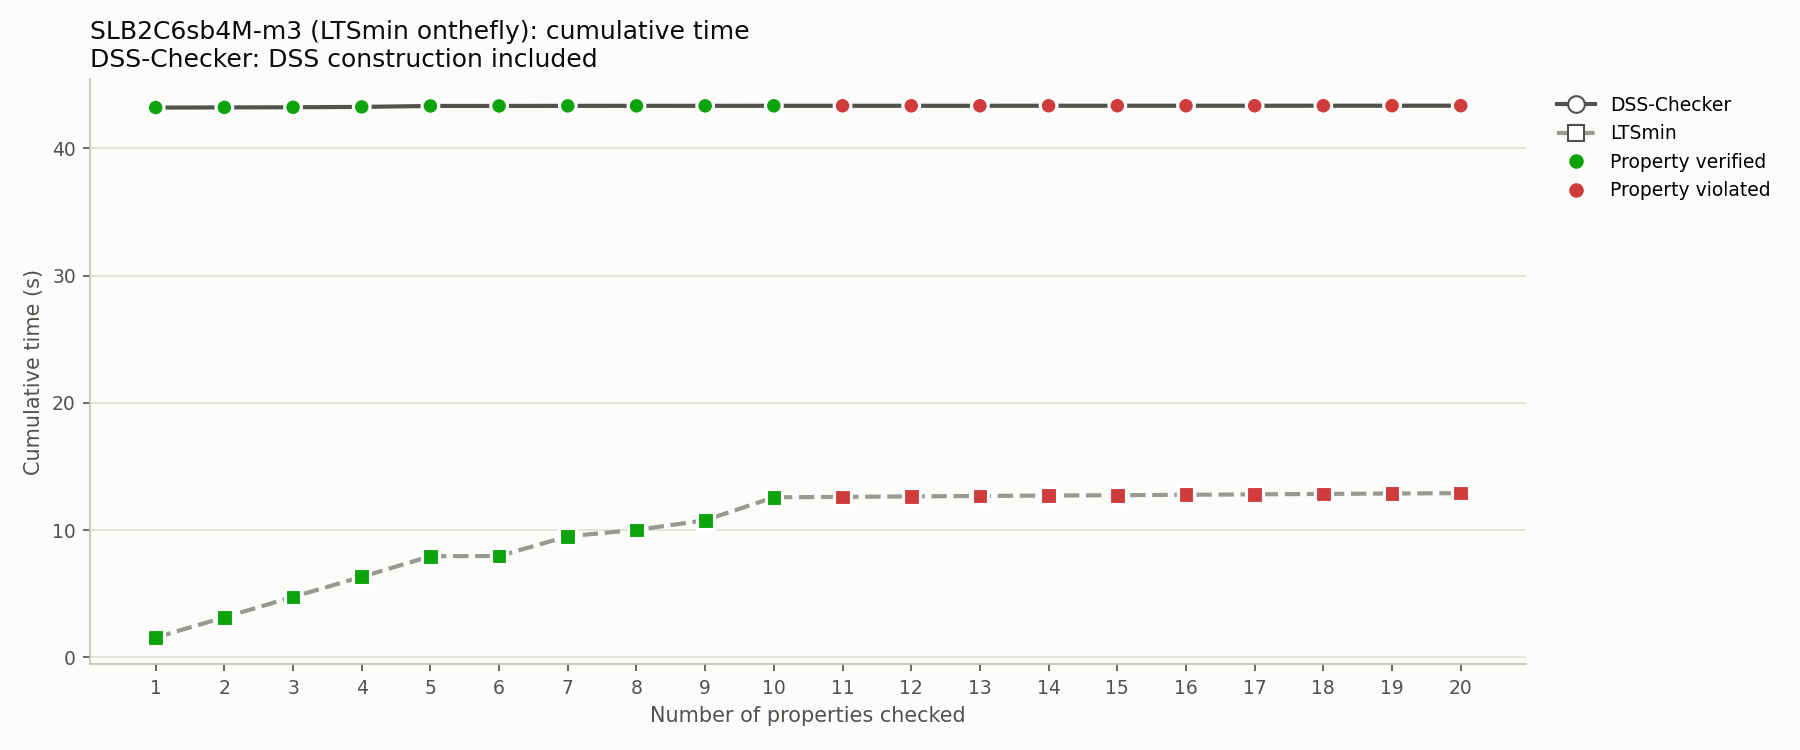 SLB2C6sb4M-m3 (LTSmin onthefly): cumulative time
DSS-Checker: DSS construction included
DSS-Checker
LTSmin
Property verified
Property violated
Cumulative time (s)
40
30
20
10
0
1 2 3 4 5 6 7 8 9 10 11 12 13 14 15 16 17 18 19 20
Number of properties checked